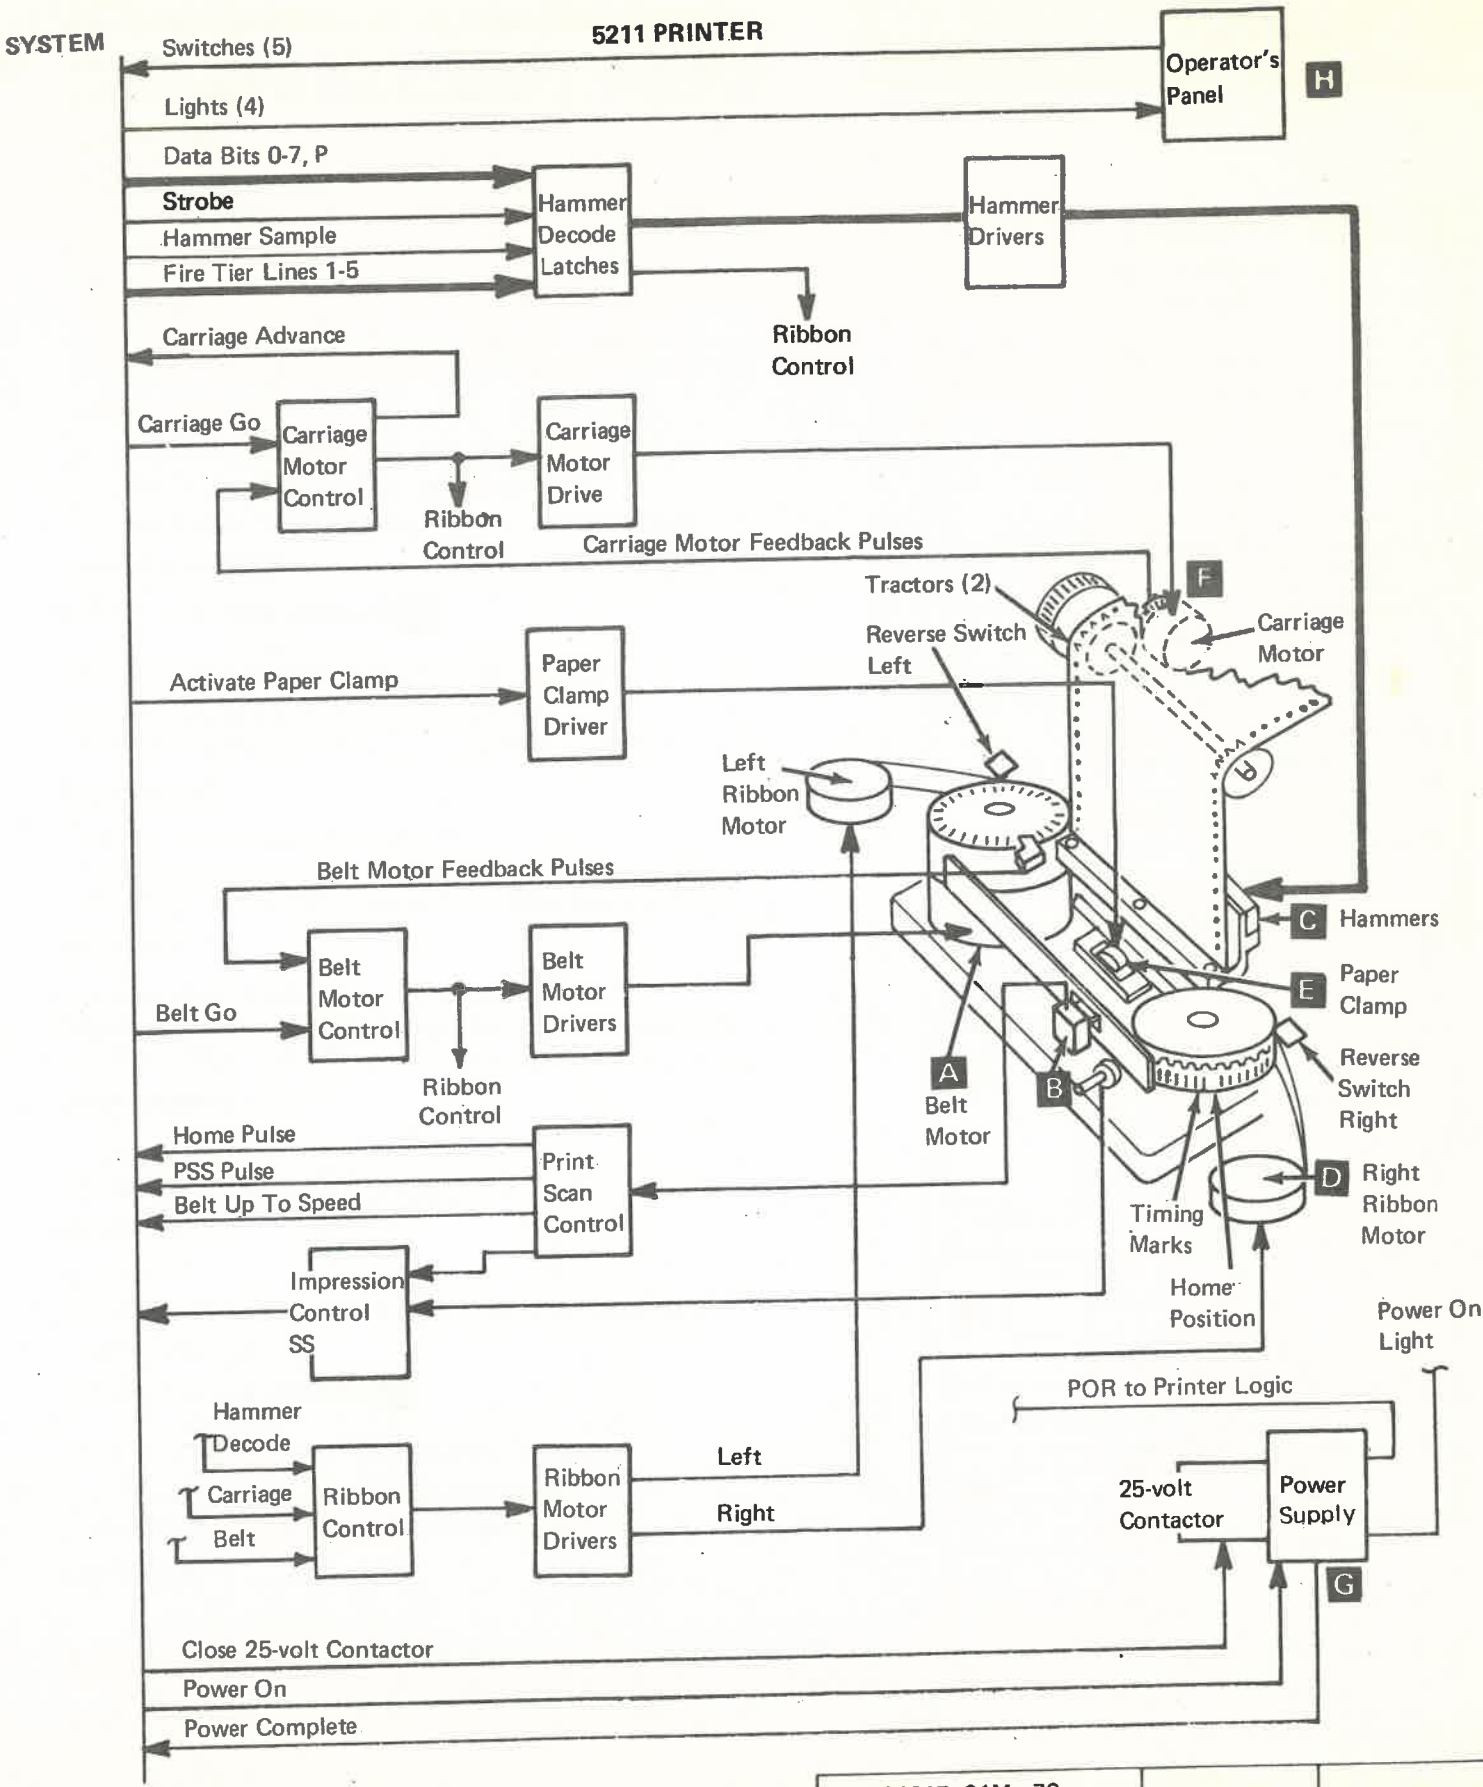 SYSTEM
5211 PRINTER
Switches (5)
Operator's
Panel
H
Lights (4)
Data Bits 0-7, P
Strobe
Hammer Sample
Fire Tier Lines 1-5
Hammer
Decode
Latches
Hammer
Drivers
Ribbon
Control
Carriage Advance
Carriage Go
Carriage
Motor
Control
Carriage
Motor
Drive
Ribbon
Control
Carriage Motor Feedback Pulses
Tractors (2)
F
Reverse Switch
Left
Carriage
Motor
Activate Paper Clamp
Paper
Clamp
Driver
Left
Ribbon
Motor
Belt Motor Feedback Pulses
C Hammers
Belt
Motor
Control
Belt
Motor
Drivers
E
Paper
Clamp
Belt Go
Ribbon
Control
A
Belt
Motor
B
Reverse
Switch
Right
Home Pulse
PSS Pulse
Belt Up To Speed
Print
Scan
Control
D
Right
Ribbon
Motor
Timing
Marks
Home
Position
Impression
Control
SS
Power On
Light
POR to Printer Logic
Hammer
Decode
Carriage
Belt
Ribbon
Control
Ribbon
Motor
Drivers
Left
Right
25-volt
Contactor
Power
Supply
G
Close 25-volt Contactor
Power On
Power Complete